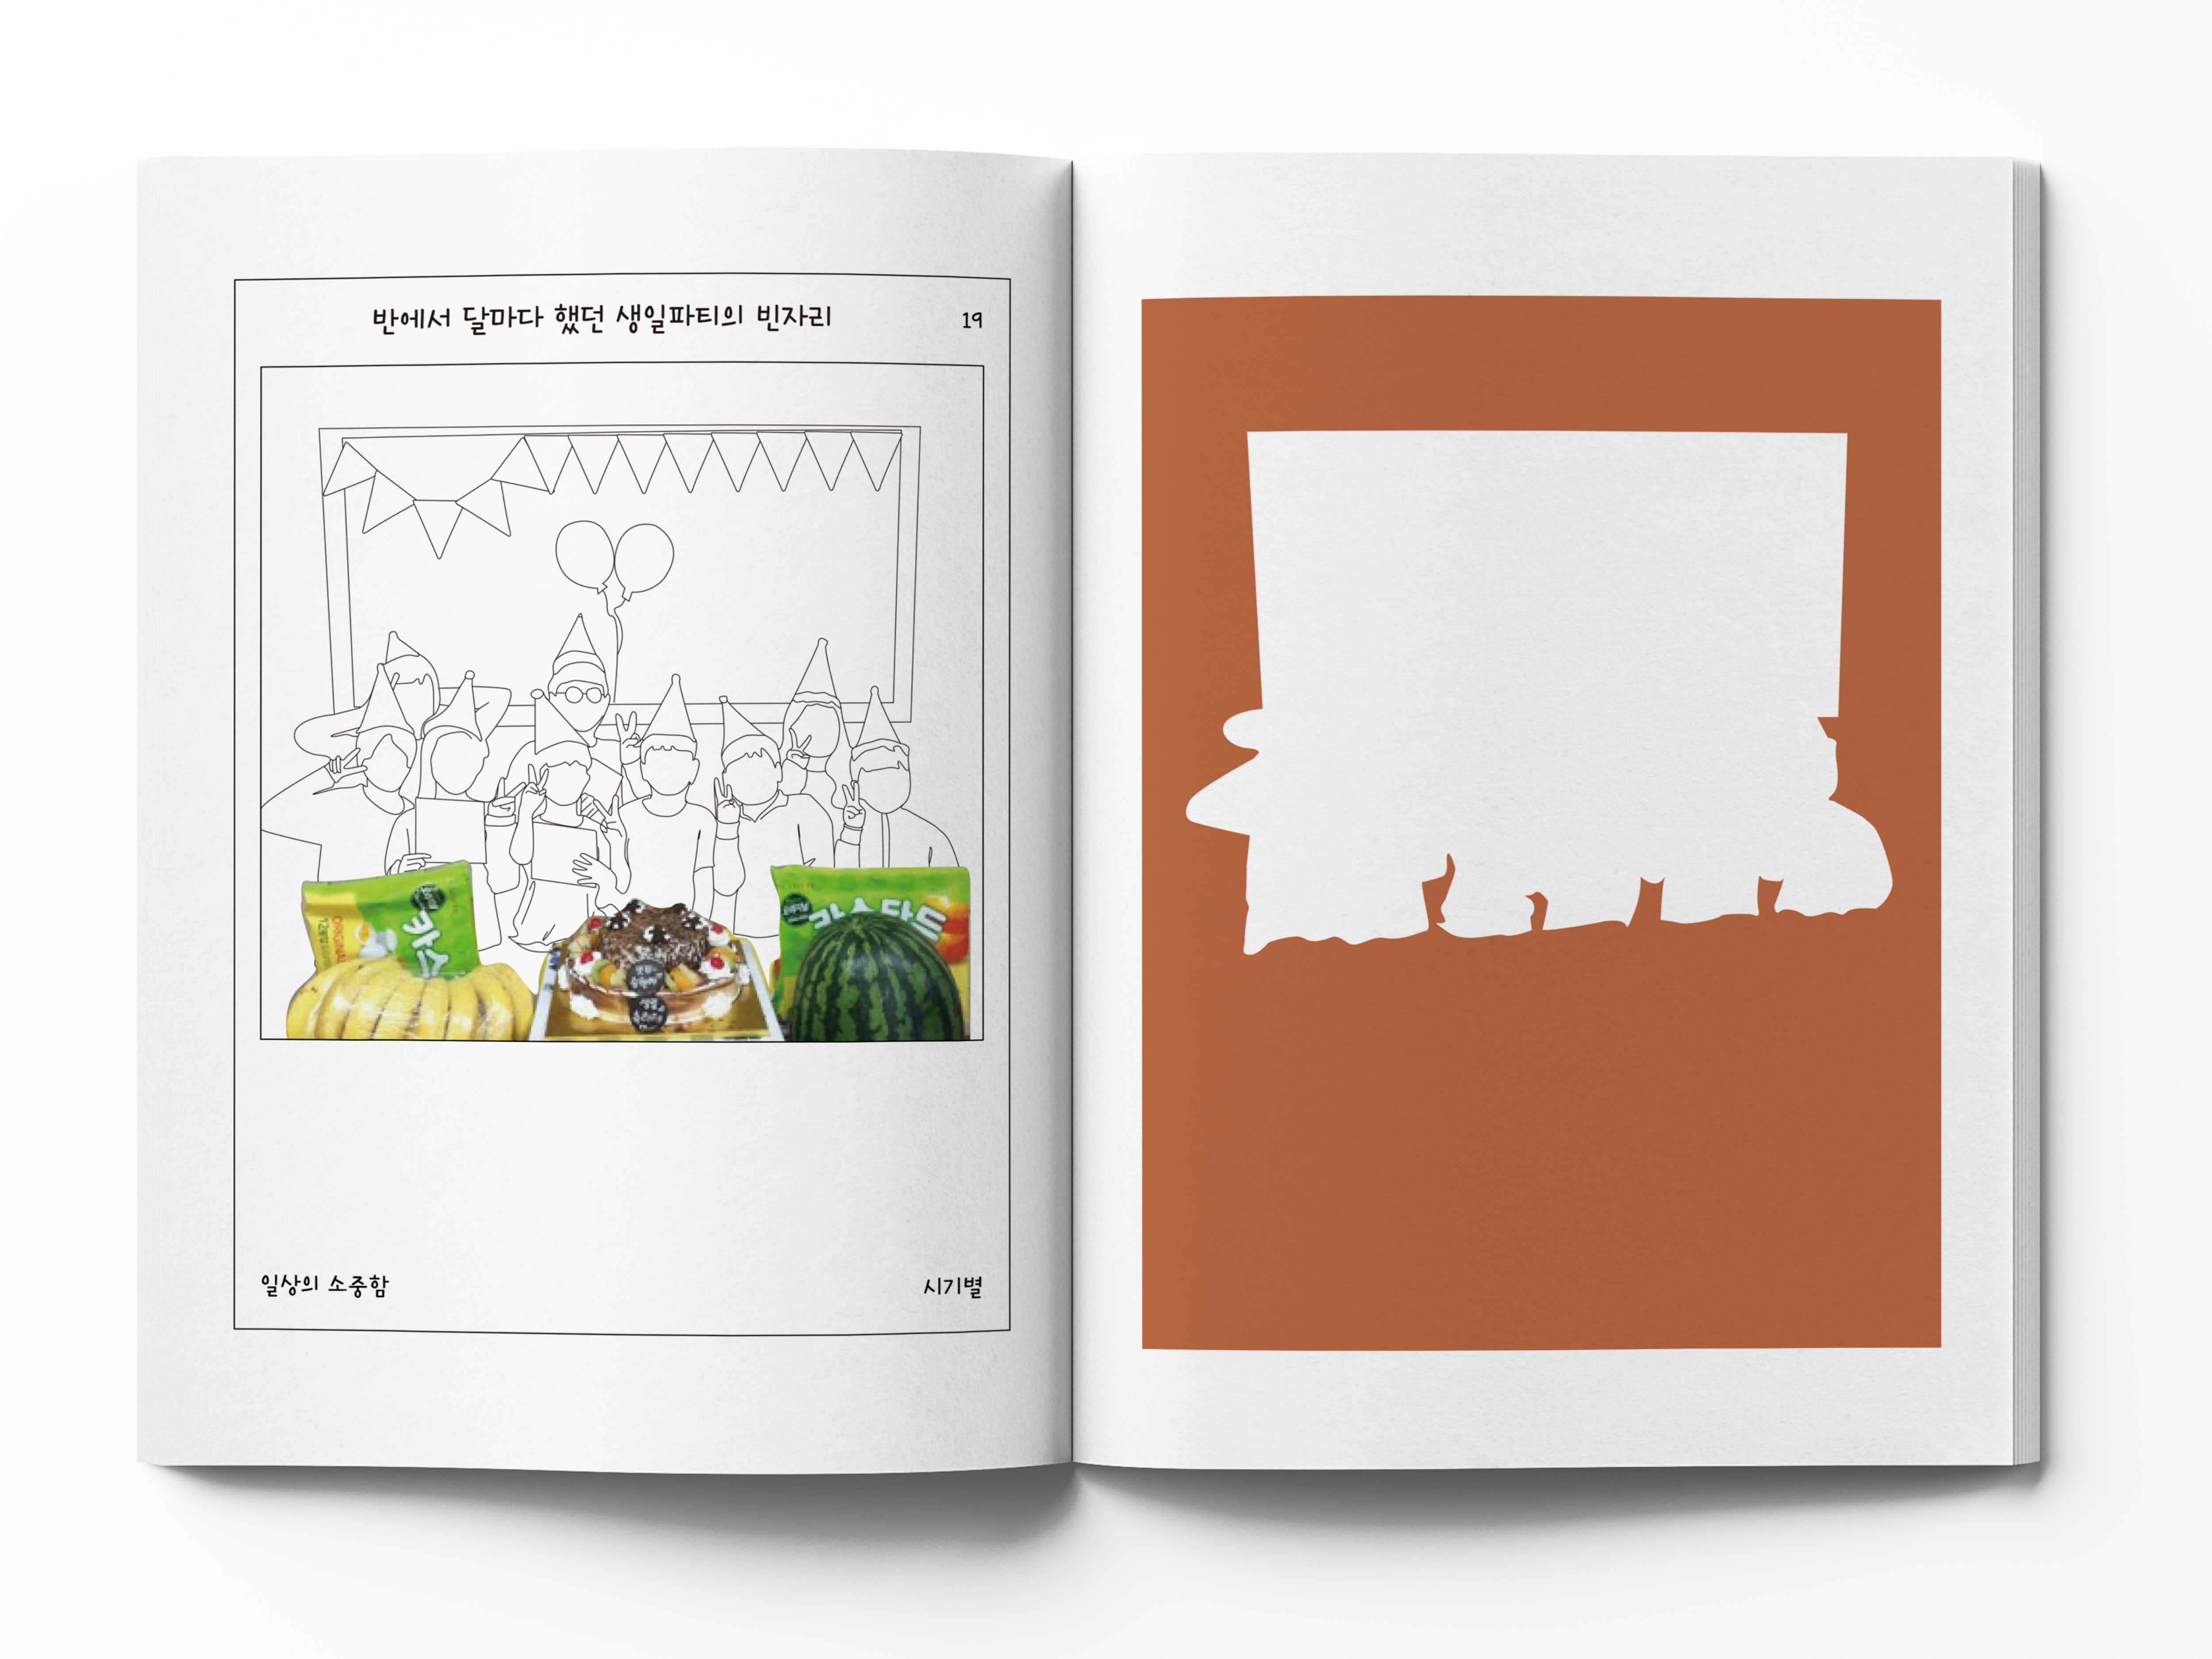 반에서 달마다 했던 생일파티의 빈자리
19
ORIGINAL
카스
카스타드
일상의 소중함
시기별